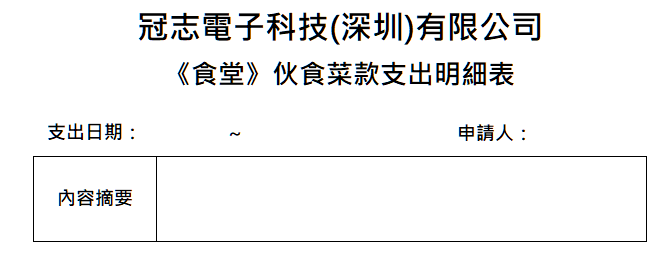 冠志電子科技(深圳)有限公司
《食堂》伙食菜款支出明細表
支出日期： ~ 申請人：
內容摘要